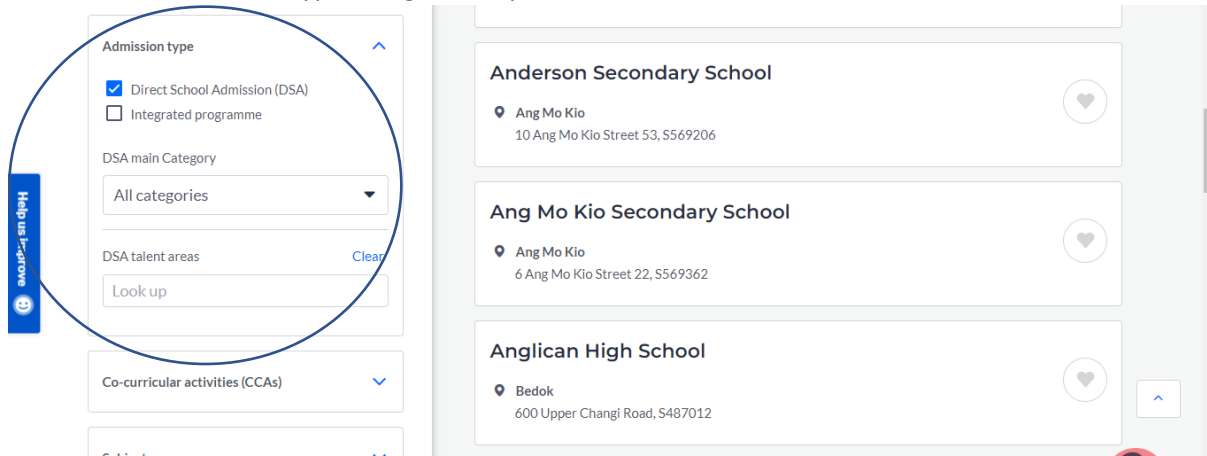 Admission type
Direct School Admission (DSA)
Integrated programme
DSA main Category
All categories
DSA talent areas
Clear
Look up
Co-curricular activities (CCAs)
Help us improve
Anderson Secondary School
Ang Mo Kio
10 Ang Mo Kio Street 53, S569206
Ang Mo Kio Secondary School
Ang Mo Kio
6 Ang Mo Kio Street 22, S569362
Anglican High School
Bedok
600 Upper Changi Road, S487012